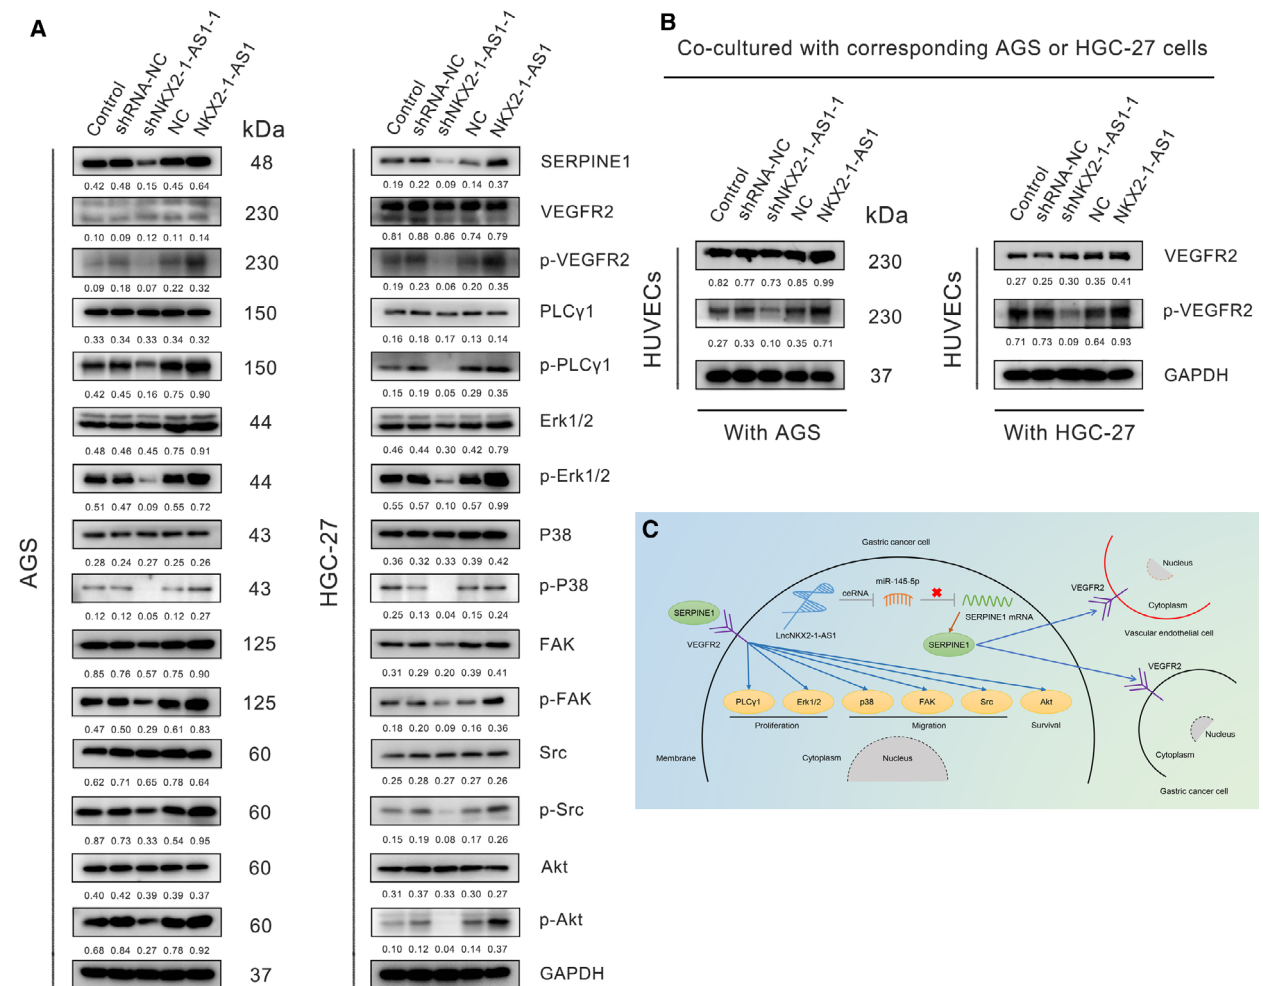 A
Control
shRNA-NC
shNKX2-1-AS1-1
NC
NKX2-1-AS1
kDa
Control
shRNA-NC
shNKX2-1-AS1-1
NC
NKX2-1-AS1
AGS
HGC-27
48
SERPINE1
0.42 0.48 0.15 0.45 0.64
0.19 0.22 0.09 0.14 0.37
230
VEGFR2
0.10 0.09 0.12 0.11 0.14
0.81 0.88 0.86 0.74 0.79
230
p-VEGFR2
0.09 0.18 0.07 0.22 0.32
0.19 0.23 0.06 0.20 0.35
150
PLCγ1
0.33 0.34 0.33 0.34 0.32
0.16 0.18 0.17 0.13 0.14
150
p-PLCγ1
0.42 0.45 0.16 0.75 0.90
0.15 0.19 0.05 0.29 0.35
44
Erk1/2
0.48 0.46 0.45 0.75 0.91
0.46 0.44 0.30 0.42 0.79
44
p-Erk1/2
0.51 0.47 0.09 0.55 0.72
0.55 0.57 0.10 0.57 0.99
43
P38
0.28 0.24 0.27 0.25 0.26
0.36 0.32 0.33 0.39 0.42
43
p-P38
0.12 0.12 0.05 0.12 0.27
0.25 0.13 0.04 0.15 0.24
125
FAK
0.85 0.76 0.57 0.75 0.90
0.31 0.29 0.20 0.39 0.41
125
p-FAK
0.47 0.50 0.29 0.61 0.83
0.18 0.20 0.09 0.16 0.36
60
Src
0.62 0.71 0.65 0.78 0.64
0.25 0.28 0.27 0.27 0.26
60
p-Src
0.87 0.73 0.33 0.54 0.95
0.15 0.19 0.08 0.17 0.26
60
Akt
0.40 0.42 0.39 0.39 0.37
0.31 0.37 0.33 0.30 0.27
60
p-Akt
0.68 0.84 0.27 0.78 0.92
0.10 0.12 0.04 0.14 0.37
37
GAPDH
B
Co-cultured with corresponding AGS or HGC-27 cells
Control
shRNA-NC
shNKX2-1-AS1-1
NC
NKX2-1-AS1
kDa
Control
shRNA-NC
shNKX2-1-AS1-1
NC
NKX2-1-AS1
HUVECs
HUVECs
230
VEGFR2
0.82 0.77 0.73 0.85 0.99
0.27 0.25 0.30 0.35 0.41
230
p-VEGFR2
0.27 0.33 0.10 0.35 0.71
0.71 0.73 0.09 0.64 0.93
37
GAPDH
With AGS
With HGC-27
C
Gastric cancer cell
SERPINE1
VEGFR2
LncNKX2-1-AS1
ceRNA
miR-145-5p
SERPINE1 mRNA
SERPINE1
PLCγ1
Erk1/2
p38
FAK
Src
Akt
Proliferation
Migration
Survival
Membrane
Cytoplasm
Nucleus
VEGFR2
Nucleus
Cytoplasm
Vascular endothelial cell
VEGFR2
Nucleus
Cytoplasm
Gastric cancer cell